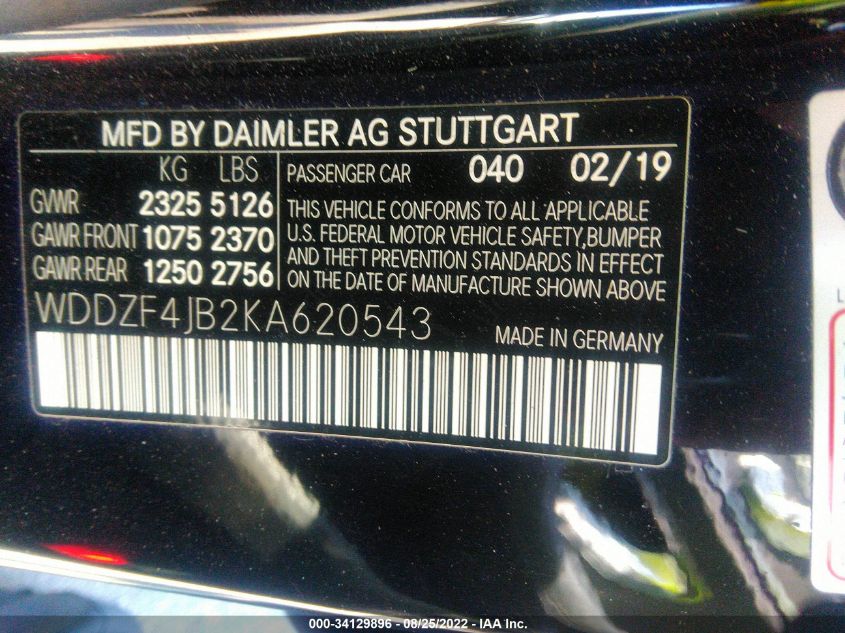 MFD BY DAIMLER AG STUTTGART
KG LBS
GVWR 2325 5126
GAWR FRONT 1075 2370
GAWR REAR 1250 2756
PASSENGER CAR 040 02/19
THIS VEHICLE CONFORMS TO ALL APPLICABLE
U.S. FEDERAL MOTOR VEHICLE SAFETY,BUMPER
AND THEFT PREVENTION STANDARDS IN EFFECT
ON THE DATE OF MANUFACTURE SHOWN ABOVE
WDDZF4JB2KA620543
MADE IN GERMANY
000-34129896 - 08/25/2022 - IAA Inc.